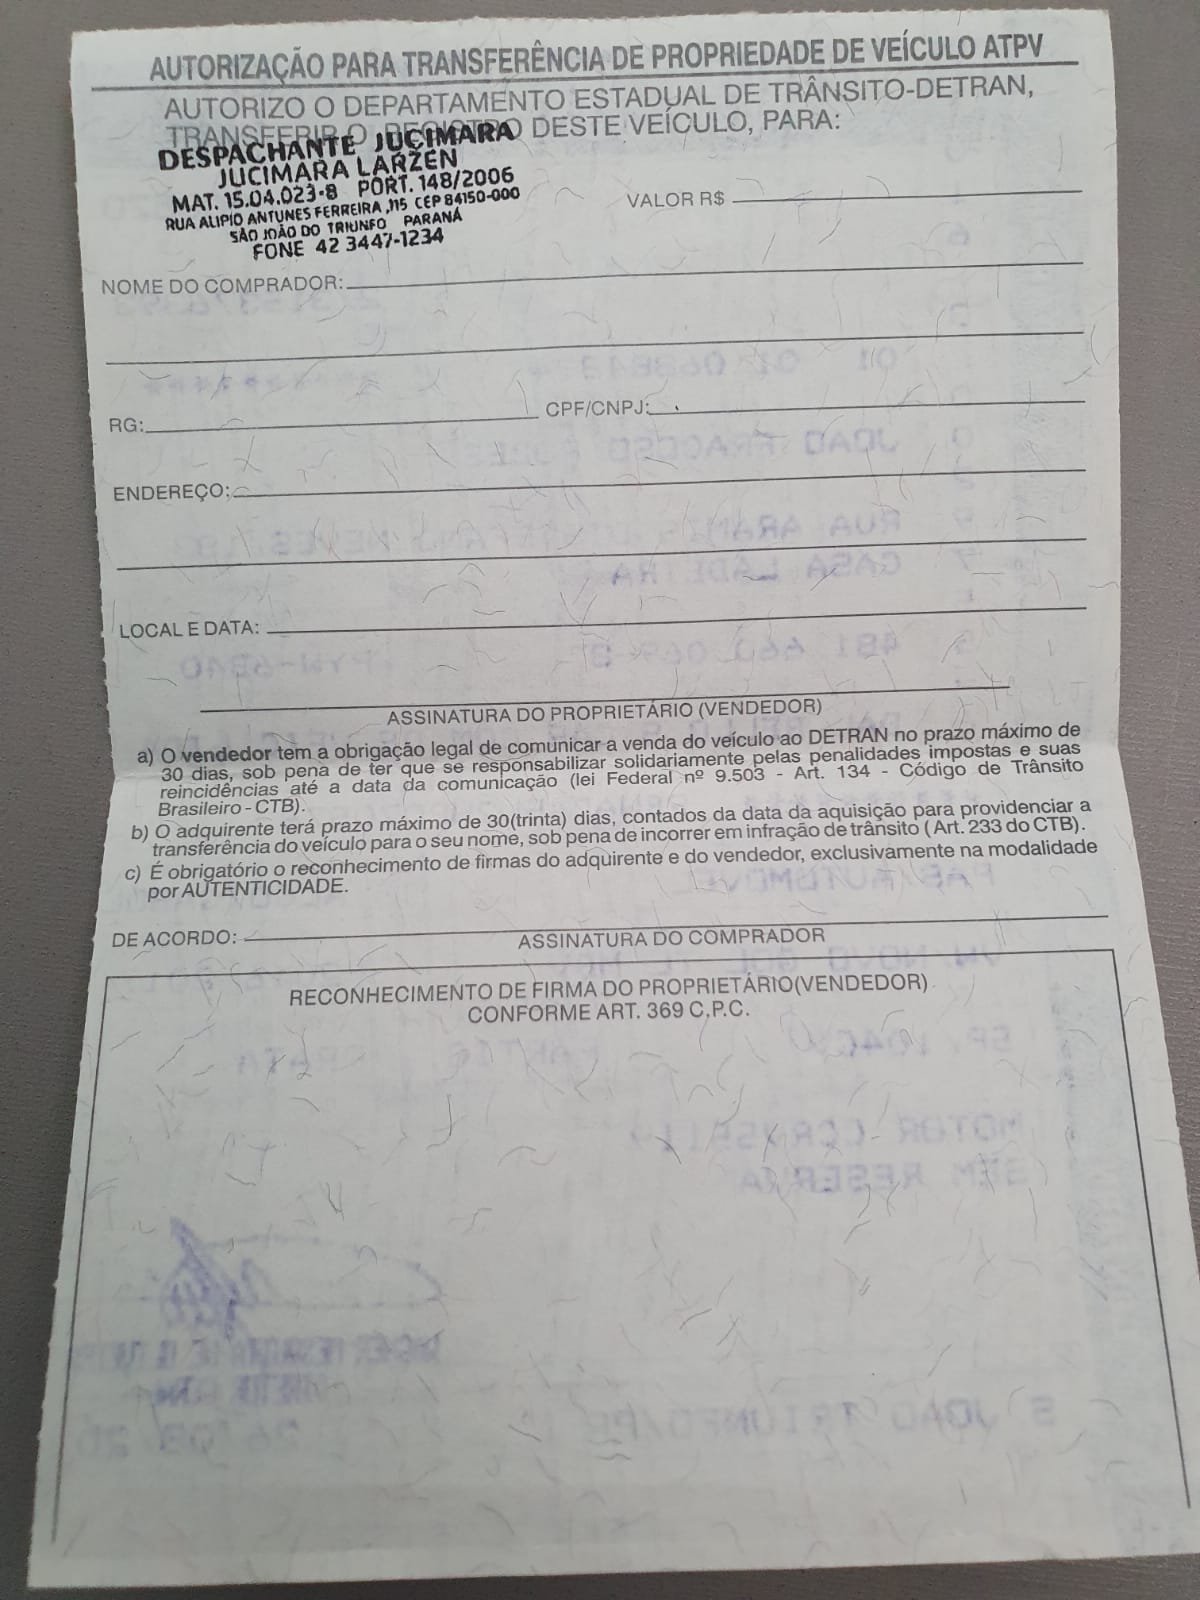 AUTORIZAÇÃO PARA TRANSFERÊNCIA DE PROPRIEDADE DE VEÍCULO ATPV
AUTORIZO O DEPARTAMENTO ESTADUAL DE TRÂNSITO-DETRAN,
TRANSFERIR O REGISTRO DESTE VEÍCULO, PARA:
DESPACHANTE JUCIMARA
JUCIMARA LARZEN
MAT. 15.04.023-8 PORT. 148/2006
RUA ALIPIO ANTUNES FERREIRA ,115 CEP 84150-000
SÃO JOÃO DO TRIUNFO PARANÁ
FONE 42 3447-1234
VALOR R$
NOME DO COMPRADOR:
RG: CPF/CNPJ:
ENDEREÇO:
LOCAL E DATA:
ASSINATURA DO PROPRIETÁRIO (VENDEDOR)
a) O vendedor tem a obrigação legal de comunicar a venda do veículo ao DETRAN no prazo máximo de
30 dias, sob pena de ter que se responsabilizar solidariamente pelas penalidades impostas e suas
reincidências até a data da comunicação (lei Federal nº 9.503 - Art. 134 - Código de Trânsito
Brasileiro - CTB).
b) O adquirente terá prazo máximo de 30(trinta) dias, contados da data da aquisição para providenciar a
transferência do veículo para o seu nome, sob pena de incorrer em infração de trânsito ( Art. 233 do CTB).
c) É obrigatório o reconhecimento de firmas do adquirente e do vendedor, exclusivamente na modalidade
por AUTENTICIDADE.
DE ACORDO:
ASSINATURA DO COMPRADOR
RECONHECIMENTO DE FIRMA DO PROPRIETÁRIO(VENDEDOR)
CONFORME ART. 369 C.P.C.